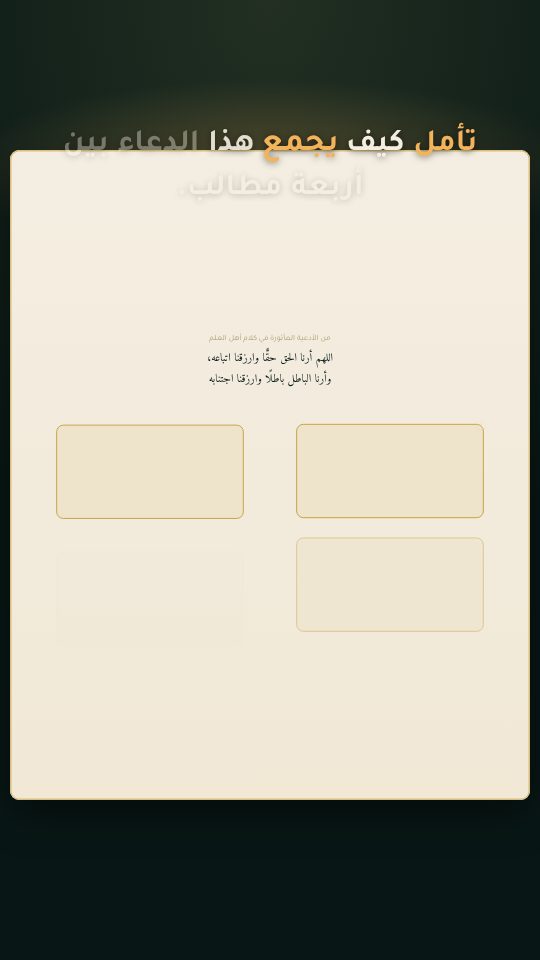 تأمل كيف يجمع هذا الدعاء بين
أربعة مطالب.
من الأدعية المأثورة في كلام أهل العلم
اللهم أرنا الحق حقًّا وارزقنا اتباعه،
وأرنا الباطل باطلًا وارزقنا اجتنابه